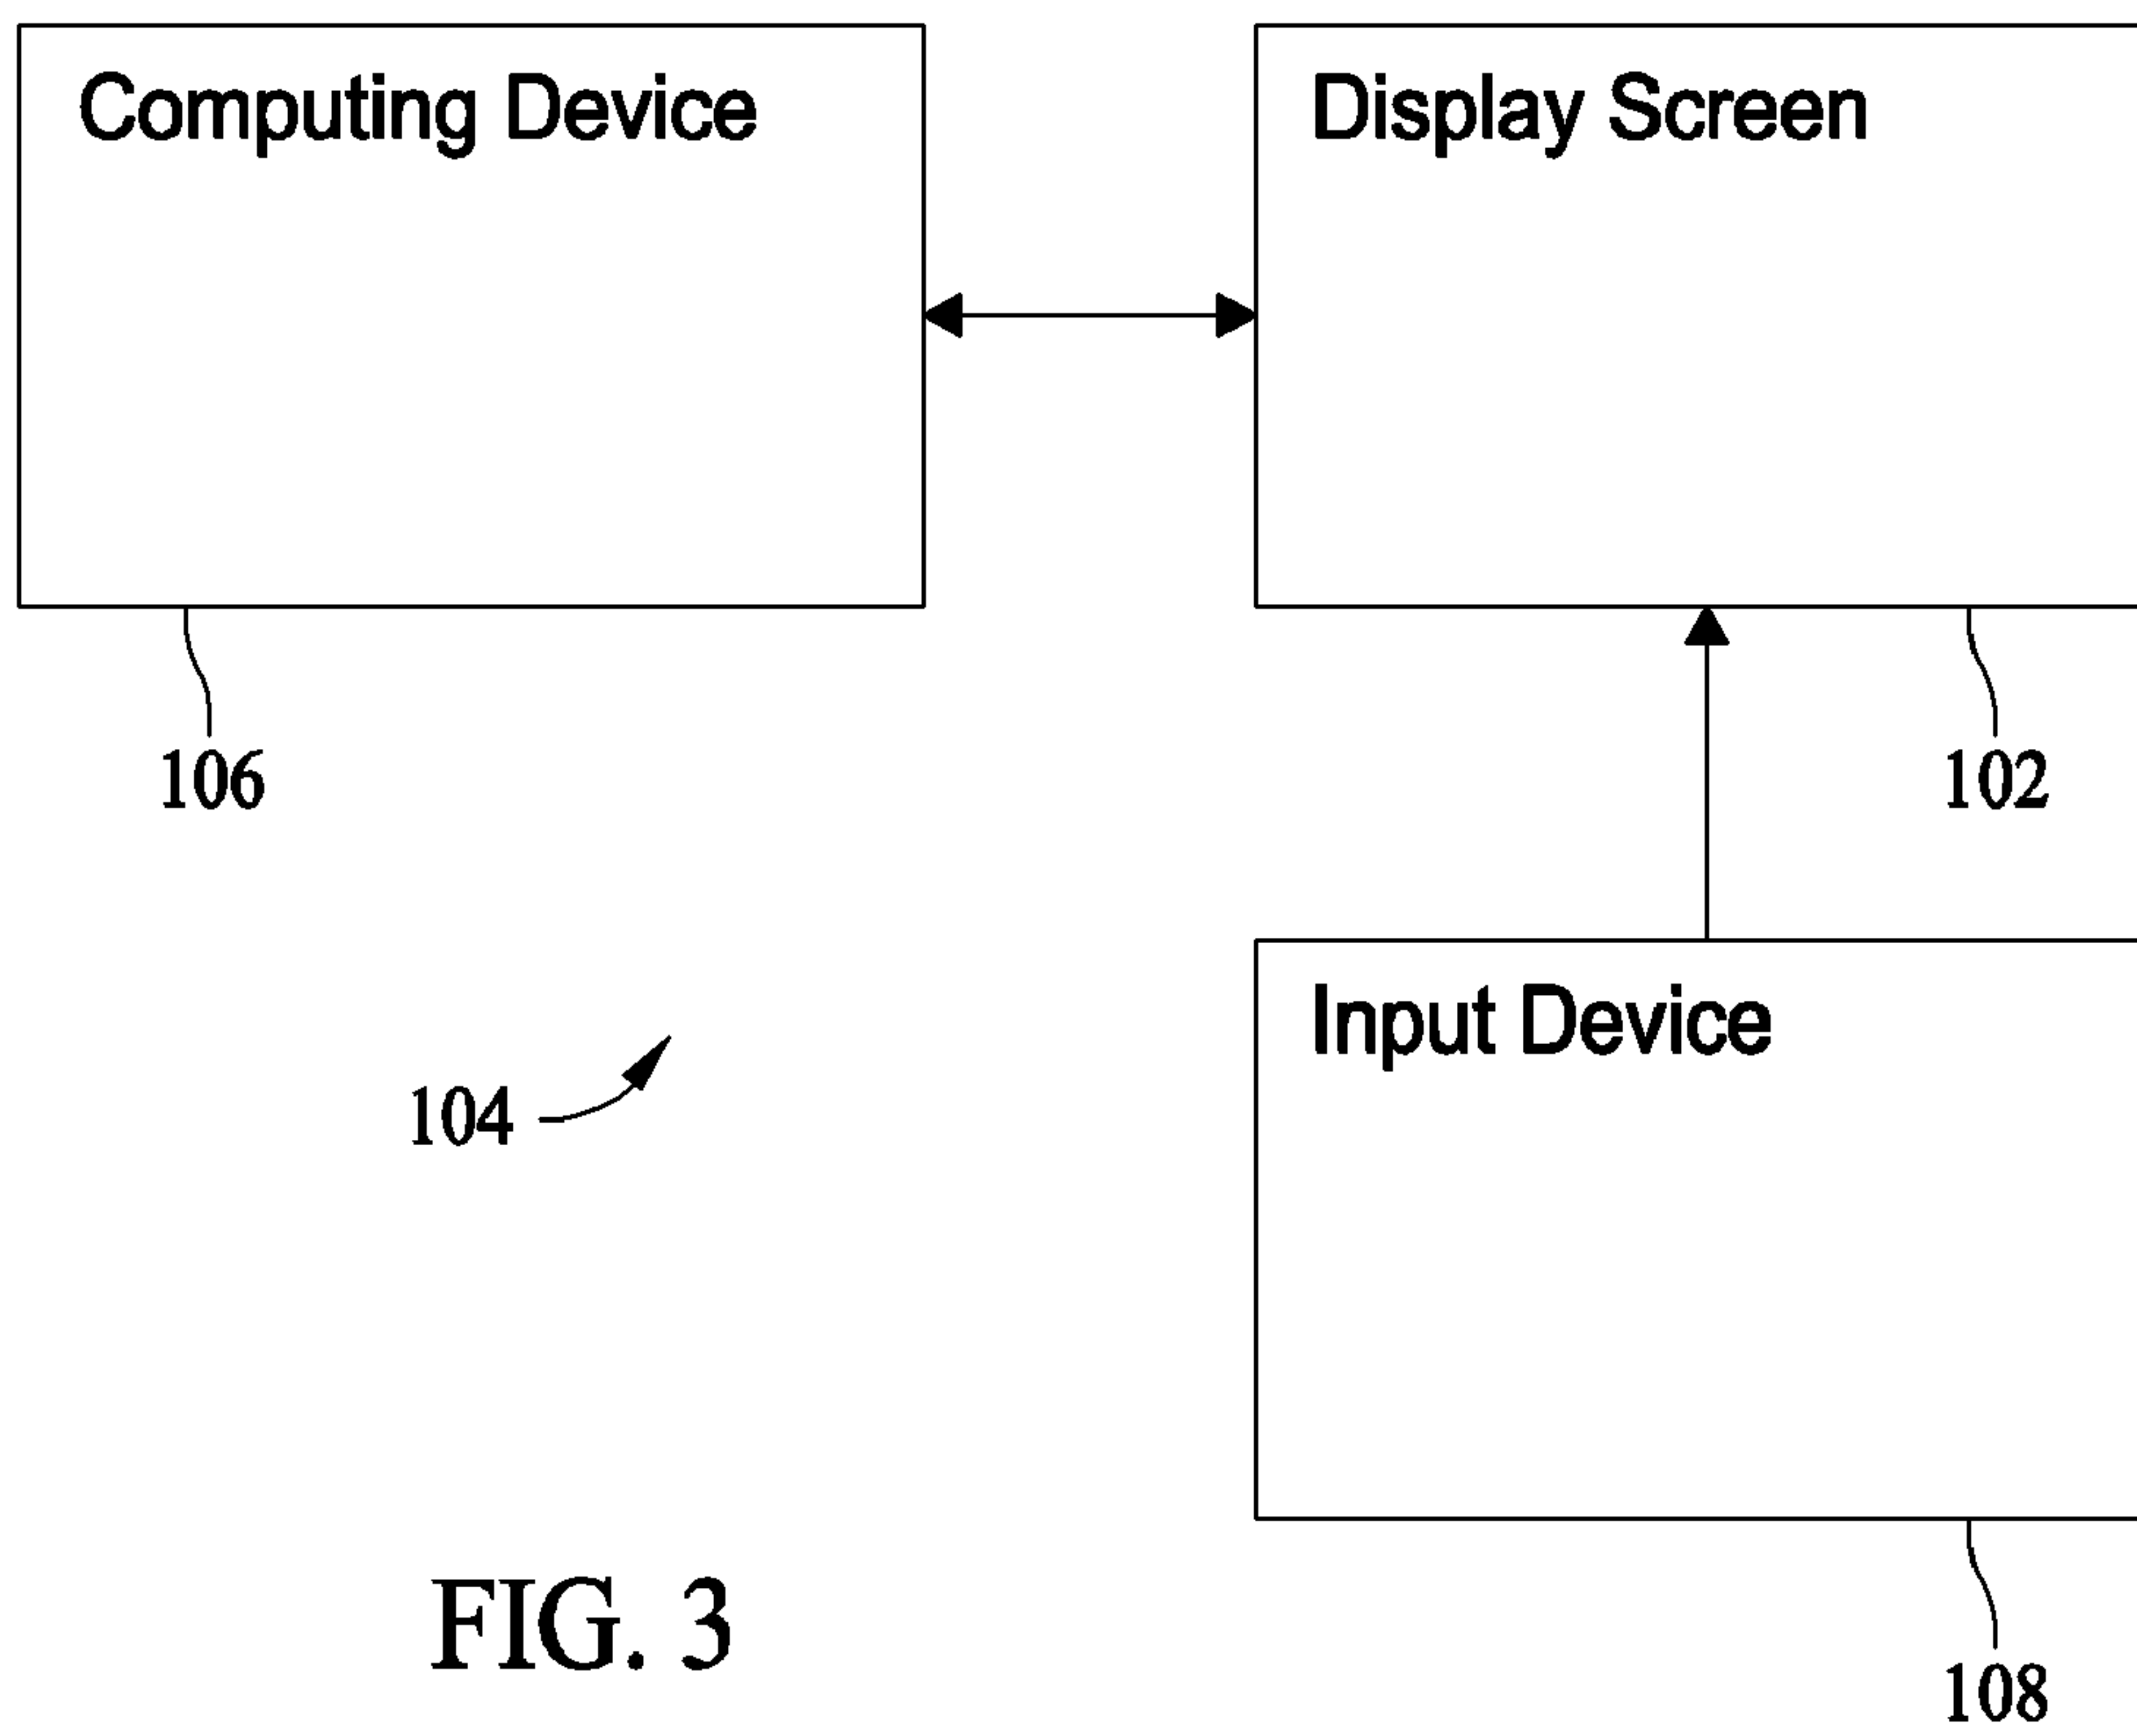 Computing Device
Display Screen
106
102
Input Device
104
FIG. 3
108